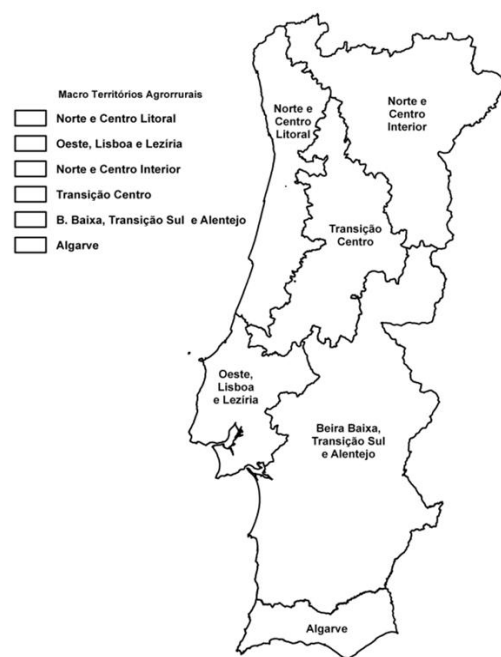 Macro Territórios Agrorrurais
Norte e Centro Litoral
Oeste, Lisboa e Lezíria
Norte e Centro Interior
Transição Centro
B. Baixa, Transição Sul e Alentejo
Algarve
Norte e
Centro
Litoral
Norte e
Centro
Interior
Transição
Centro
Oeste,
Lisboa
e Lezíria
Beira Baixa,
Transição Sul
e Alentejo
Algarve